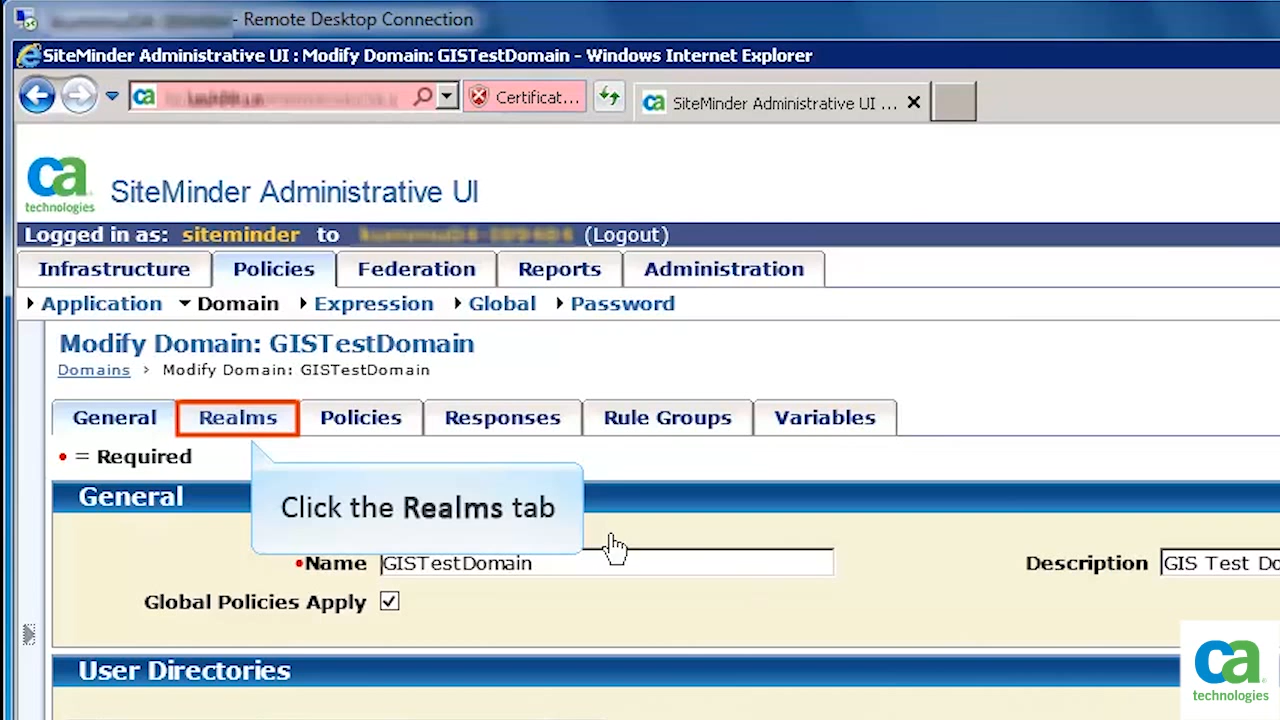 - Remote Desktop Connection
SiteMinder Administrative UI : Modify Domain: GISTestDomain - Windows Internet Explorer
ca Certificat... ca SiteMinder Administrative UI ...
ca
technologies
SiteMinder Administrative UI
Logged in as: siteminder to (Logout)
Infrastructure Policies Federation Reports Administration
Application Domain Expression Global Password
Modify Domain: GISTestDomain
Domains › Modify Domain: GISTestDomain
General Realms Policies Responses Rule Groups Variables
• = Required
General
Click the Realms tab
•Name GISTestDomain Description GIS Test Do
Global Policies Apply
User Directories
ca
technologies